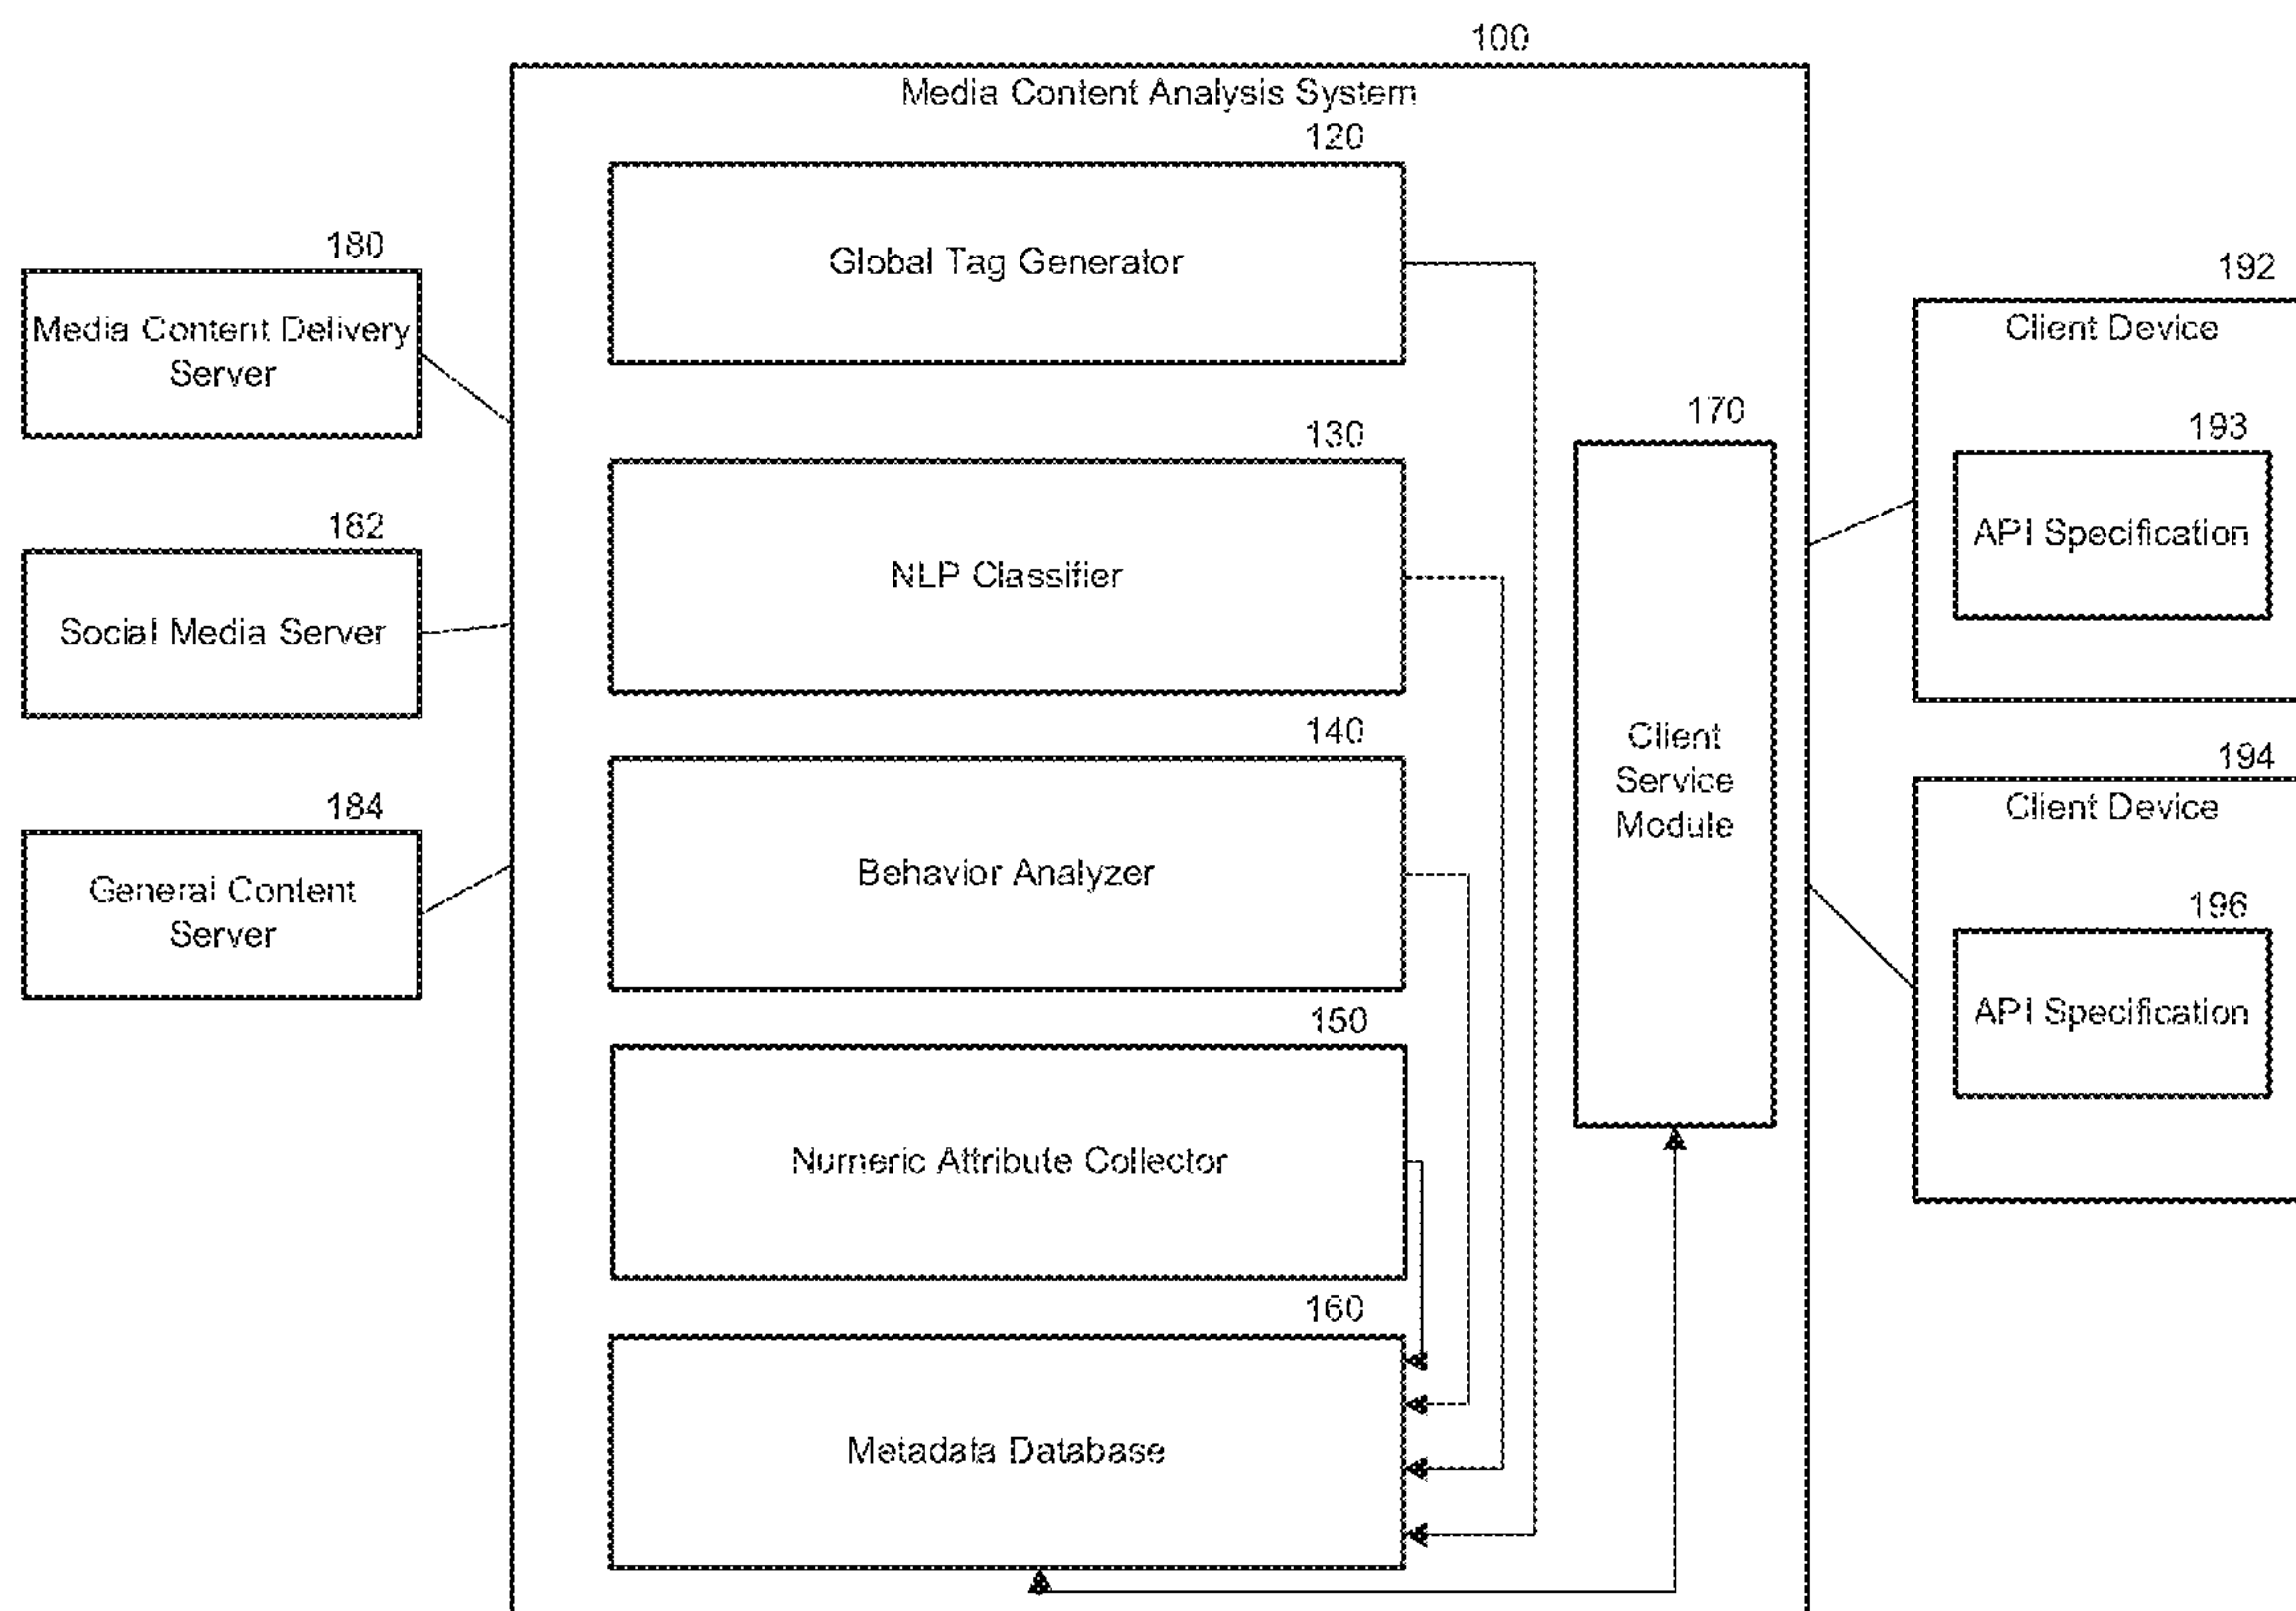 100
Media Content Analysis System
120
Global Tag Generator
180
Media Content Delivery
Server
130
NLP Classifier
182
Social Media Server
140
Behavior Analyzer
184
General Content
Server
150
Numeric Attribute Collector
160
Metadata Database
170
Client
Service
Module
192
Client Device
193
API Specification
194
Client Device
196
API Specification